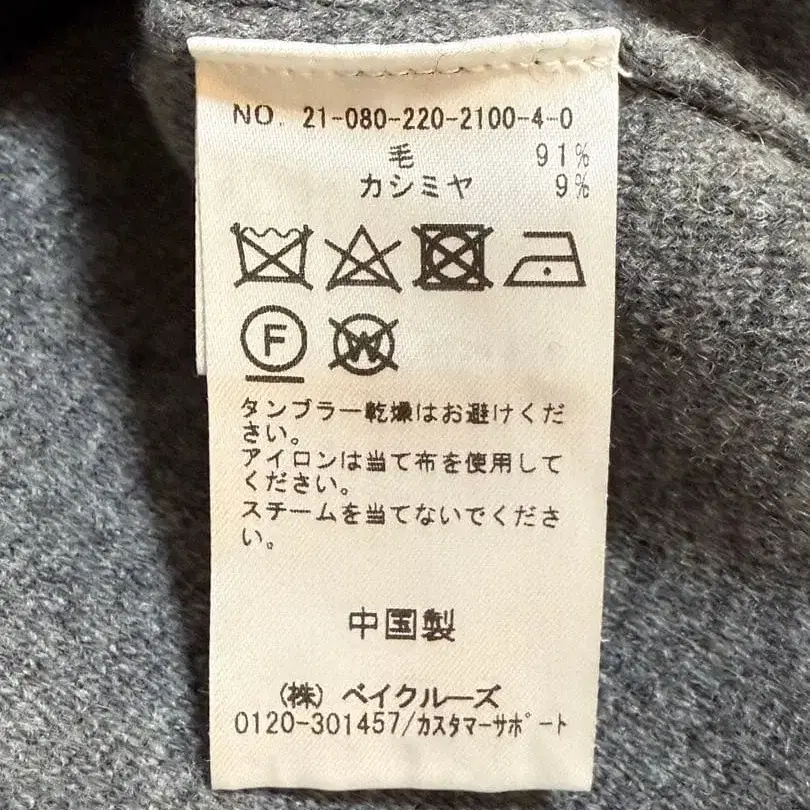 NO. 21-080-220-2100-4-0
毛 91%
カシミヤ 9%
F
W
タンブラー乾燥はお避けくだ
さい。
アイロンは当て布を使用して
ください。
スチームを当てないでくださ
い。
中国製
(株) ベイクルーズ
0120-301457/カスタマーサポート